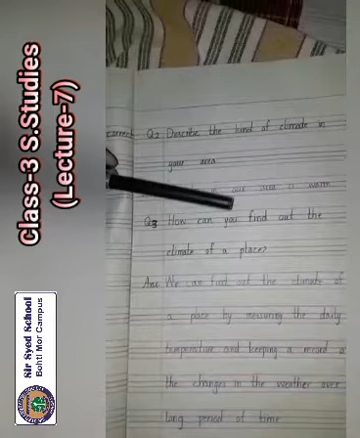 Class-3 S.Studies
(Lecture-7)
Sir Syed School
Bohti Mor Campus
correct
Q2 Describe the kind of climate in
your area
our area is warm
Q3 How can you find out the
climate of a place?
Ans We can find out the climate of
a place by measuring the daily
temperature and keeping a record of
the changes in the weather over
long period of time